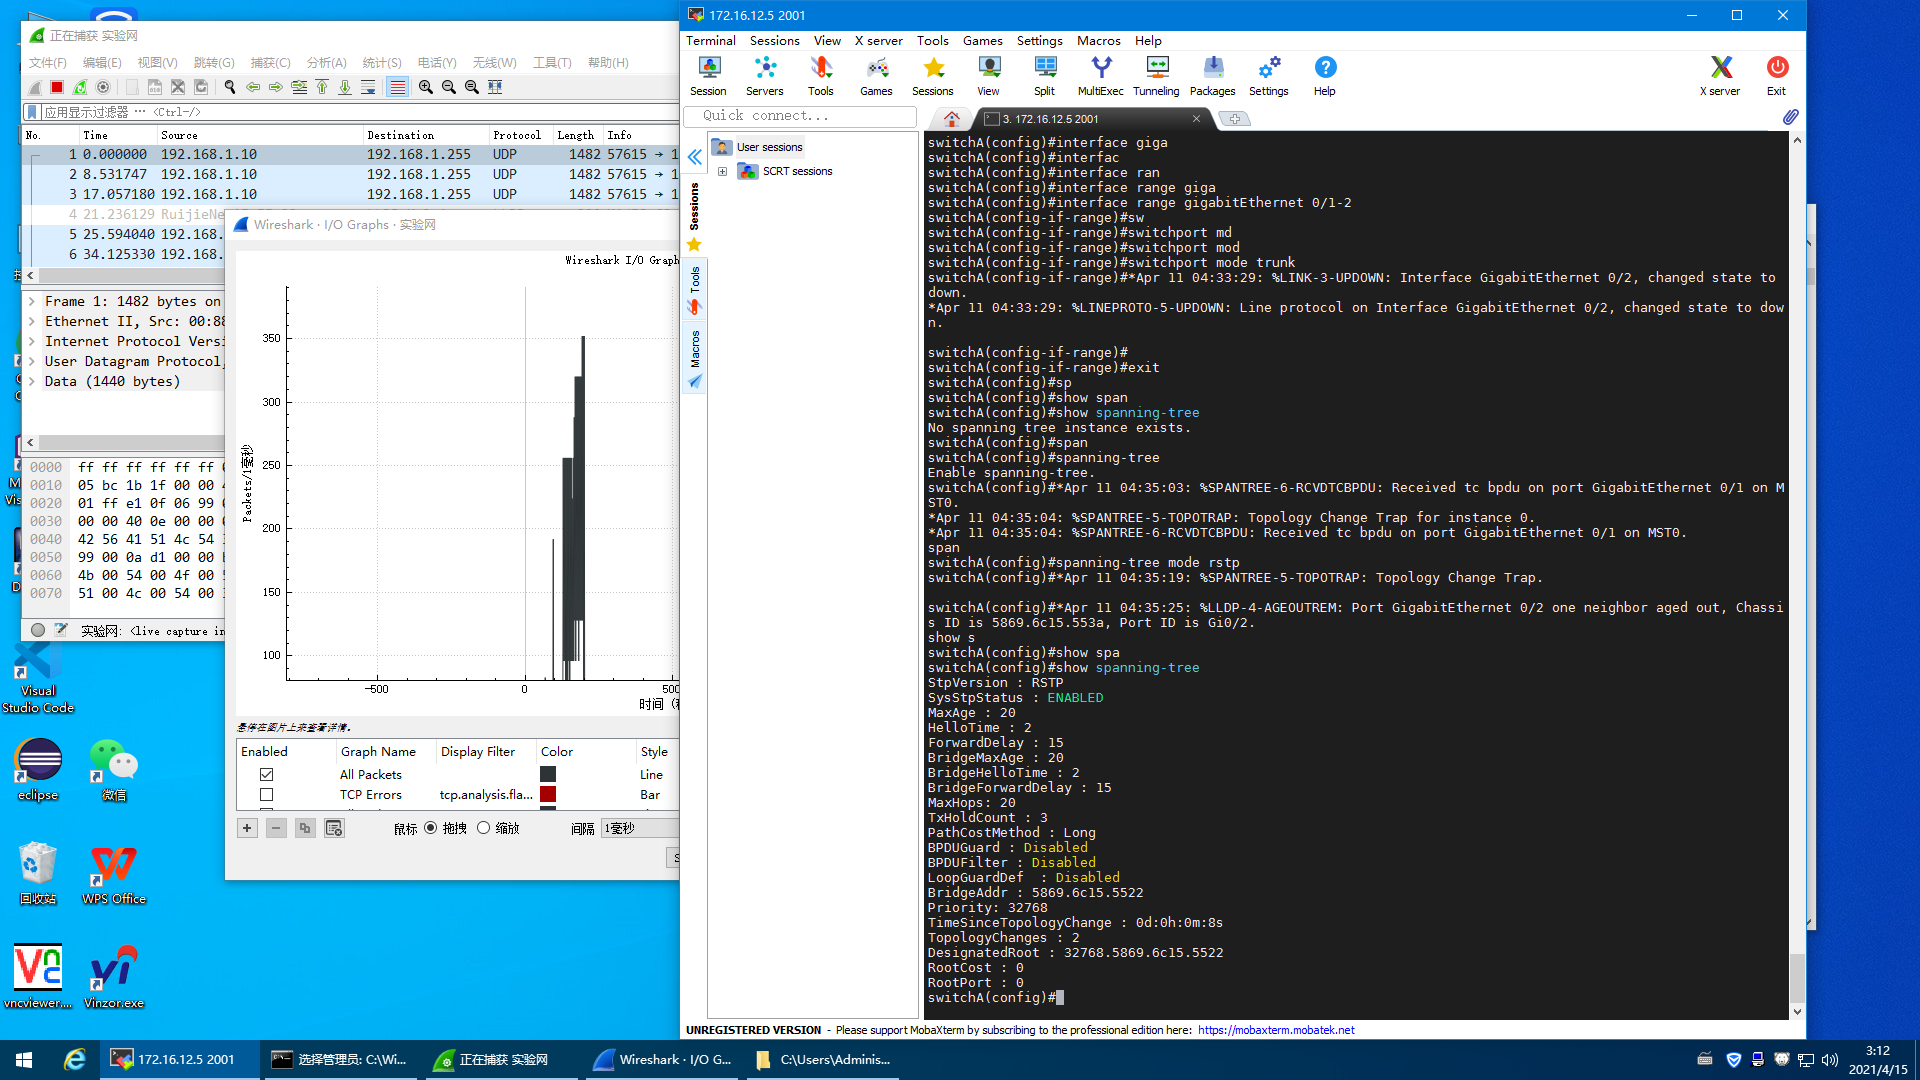 正在捕获 实验网
文件(F) 编辑(E) 视图(V) 跳转(G) 捕获(C) 分析(A) 统计(S) 电话(Y) 无线(W) 工具(T) 帮助(H)
应用显示过滤器 … <Ctrl-/>
No. Time Source Destination Protocol Length Info
1 0.000000 192.168.1.10 192.168.1.255 UDP 1482 57615 → 1
2 8.531747 192.168.1.10 192.168.1.255 UDP 1482 57615 → 1
3 17.057180 192.168.1.10 192.168.1.255 UDP 1482 57615 → 1
4 21.236129 RuijieNe
5 25.594040 192.168.
6 34.125330 192.168.
Frame 1: 1482 bytes on
Ethernet II, Src: 00:88
Internet Protocol Versi
User Datagram Protocol,
Data (1440 bytes)
0000 ff ff ff ff ff ff
0010 05 bc 1b 1f 00 00
0020 01 ff e1 0f 06 99
0030 00 00 40 0e 00 00
0040 42 56 41 51 4c 54
0050 99 00 0a d1 00 00
0060 4b 00 54 00 4f 00
0070 51 00 4c 00 54 00
实验网: <live capture in
Wireshark · I/O Graphs · 实验网
Wireshark I/O Graph
Packets/1毫秒
350
300
250
200
150
100
-500 0 500
时间
悬停在图片上来查看详情。
Enabled Graph Name Display Filter Color Style
All Packets Line
TCP Errors tcp.analysis.fla... Bar
鼠标 拖拽 缩放 间隔 1毫秒
Visual
Studio Code
eclipse
微信
回收站
WPS Office
vncviewer....
Vinzor.exe
172.16.12.5 2001
Terminal Sessions View X server Tools Games Settings Macros Help
Session Servers Tools Games Sessions View Split MultiExec Tunneling Packages Settings Help X server Exit
Quick connect...
3. 172.16.12.5 2001
User sessions
SCRT sessions
Sessions
Tools
Macros
switchA(config)#interface giga
switchA(config)#interfac
switchA(config)#interface ran
switchA(config)#interface range giga
switchA(config)#interface range gigabitEthernet 0/1-2
switchA(config-if-range)#sw
switchA(config-if-range)#switchport md
switchA(config-if-range)#switchport mod
switchA(config-if-range)#switchport mode trunk
switchA(config-if-range)#*Apr 11 04:33:29: %LINK-3-UPDOWN: Interface GigabitEthernet 0/2, changed state to
down.
*Apr 11 04:33:29: %LINEPROTO-5-UPDOWN: Line protocol on Interface GigabitEthernet 0/2, changed state to dow
n.
switchA(config-if-range)#
switchA(config-if-range)#exit
switchA(config)#sp
switchA(config)#show span
switchA(config)#show spanning-tree
No spanning tree instance exists.
switchA(config)#span
switchA(config)#spanning-tree
Enable spanning-tree.
switchA(config)#*Apr 11 04:35:03: %SPANTREE-6-RCVDTCBPDU: Received tc bpdu on port GigabitEthernet 0/1 on M
ST0.
*Apr 11 04:35:04: %SPANTREE-5-TOPOTRAP: Topology Change Trap for instance 0.
*Apr 11 04:35:04: %SPANTREE-6-RCVDTCBPDU: Received tc bpdu on port GigabitEthernet 0/1 on MST0.
span
switchA(config)#spanning-tree mode rstp
switchA(config)#*Apr 11 04:35:19: %SPANTREE-5-TOPOTRAP: Topology Change Trap.
switchA(config)#*Apr 11 04:35:25: %LLDP-4-AGEOUTREM: Port GigabitEthernet 0/2 one neighbor aged out, Chassi
s ID is 5869.6c15.553a, Port ID is Gi0/2.
show s
switchA(config)#show spa
switchA(config)#show spanning-tree
StpVersion : RSTP
SysStpStatus : ENABLED
MaxAge : 20
HelloTime : 2
ForwardDelay : 15
BridgeMaxAge : 20
BridgeHelloTime : 2
BridgeForwardDelay : 15
MaxHops: 20
TxHoldCount : 3
PathCostMethod : Long
BPDUGuard : Disabled
BPDUFilter : Disabled
LoopGuardDef  : Disabled
BridgeAddr : 5869.6c15.5522
Priority: 32768
TimeSinceTopologyChange : 0d:0h:0m:8s
TopologyChanges : 2
DesignatedRoot : 32768.5869.6c15.5522
RootCost : 0
RootPort : 0
switchA(config)#
UNREGISTERED VERSION - Please support MobaXterm by subscribing to the professional edition here: https://mobaxterm.mobatek.net
172.16.12.5 2001 选择管理员: C:\Wi... 正在捕获 实验网 Wireshark · I/O G... C:\Users\Adminis...
3:12
2021/4/15